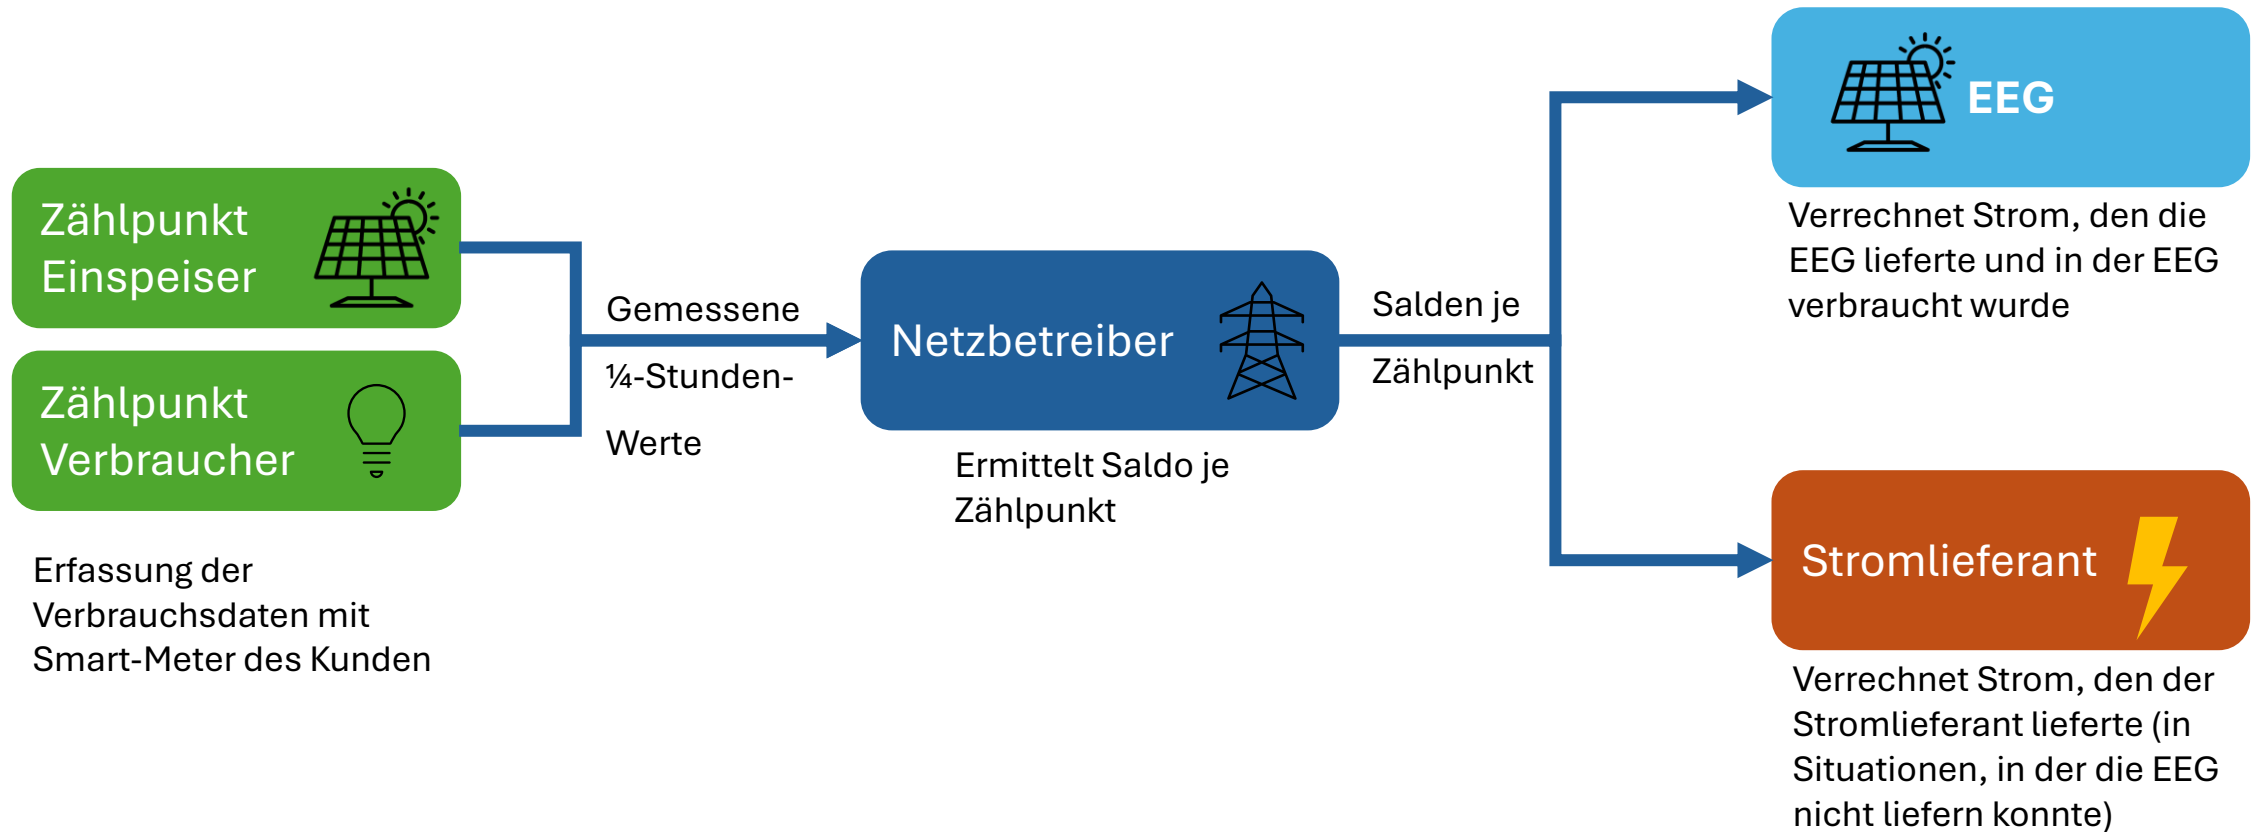 Zählpunkt
Einspeiser
Zählpunkt
Verbraucher
Erfassung der
Verbrauchsdaten mit
Smart-Meter des Kunden
Gemessene
¼-Stunden-
Werte
Netzbetreiber
Ermittelt Saldo je
Zählpunkt
Salden je
Zählpunkt
EEG
Verrechnet Strom, den die
EEG lieferte und in der EEG
verbraucht wurde
Stromlieferant
Verrechnet Strom, den der
Stromlieferant lieferte (in
Situationen, in der die EEG
nicht liefern konnte)